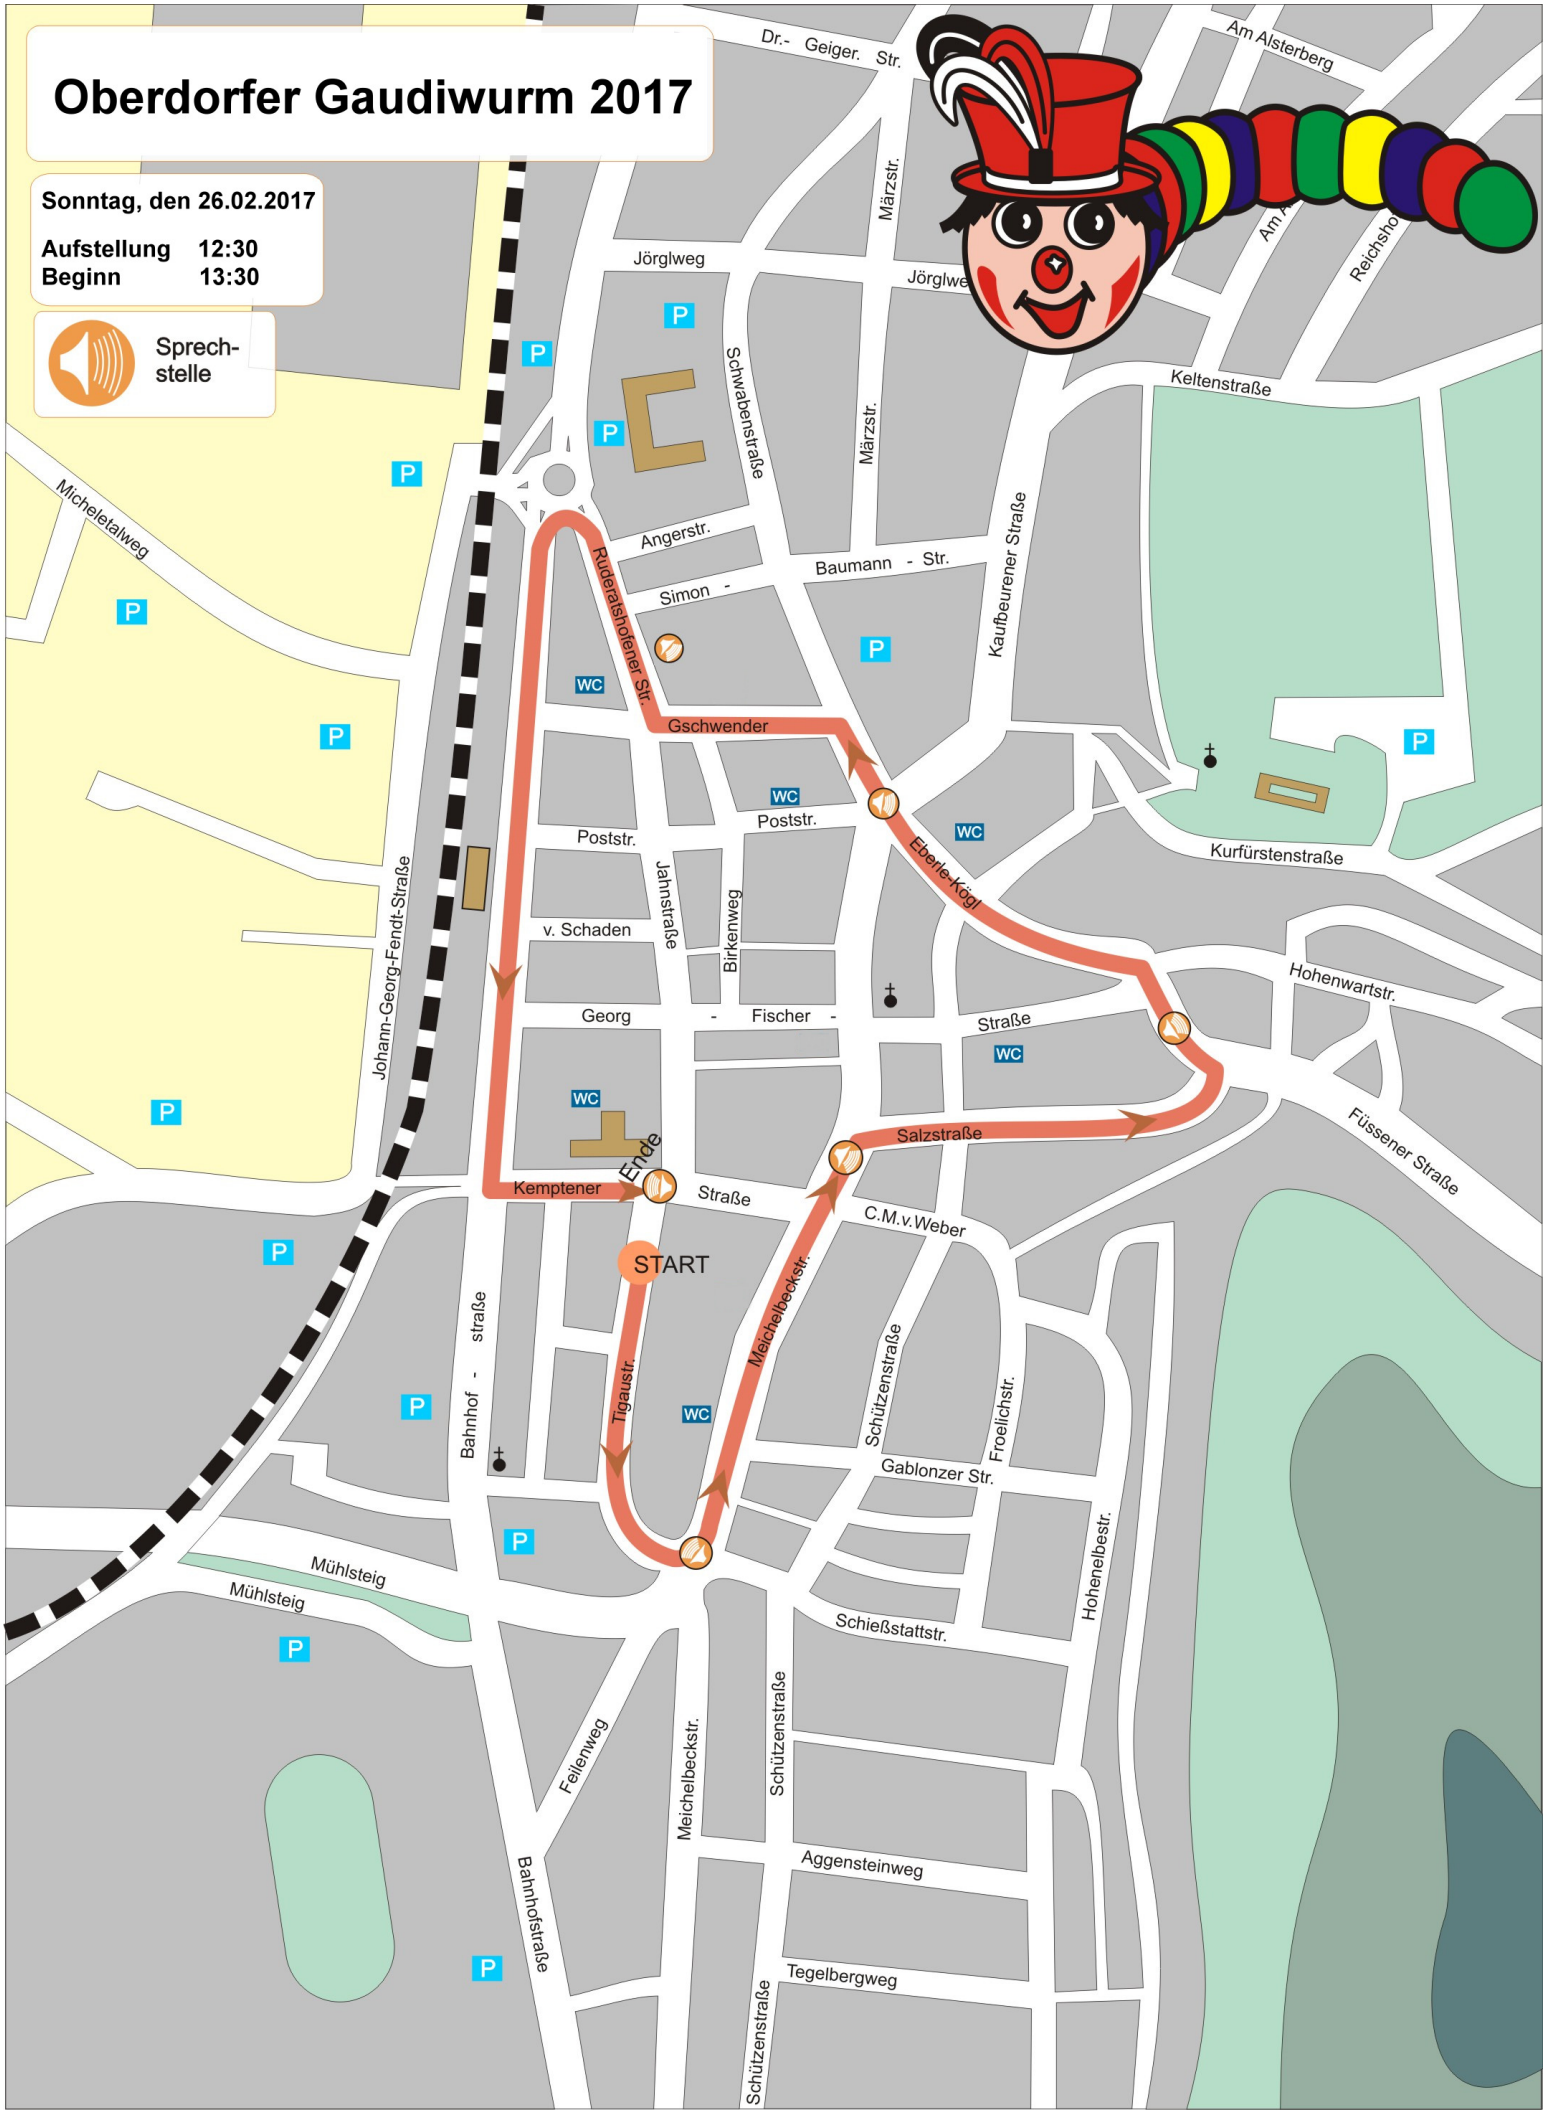 Oberdorfer Gaudiwurm 2017
Sonntag, den 26.02.2017
Aufstellung 12:30
Beginn 13:30
Sprech-
stelle
Dr.- Geiger. Str.
Am Alsterberg
Märzstr.
Am A
Reichsho
Jörglweg
Jörglwe
P
P
Schwabenstraße
Keltenstraße
P
Märzstr.
P
Micheletalweg
Angerstr.
Kaufbeurener Straße
Baumann - Str.
Simon -
P
Ruderatshofener Str.
P
WC
Gschwender
P
P
WC
Poststr.
Poststr.
WC
Eberle-Kögl
Kurfürstenstraße
Johann-Georg-Fendt-Straße
Jahnstraße
Birkenweg
v. Schaden
Hohenwartstr.
Georg - Fischer -
Straße
WC
WC
P
Füssener Straße
Salzstraße
Ende
Kemptener
Straße
C.M.v.Weber
P
START
Meichelbeckstr.
Bahnhof - straße
Tigaustr.
Schützenstraße
Froelichstr.
P
WC
Gablonzer Str.
P
Hohenelbestr.
Mühlsteig
Mühlsteig
Schießstattstr.
P
Feilenweg
Meichelbeckstr.
Schützenstraße
Aggensteinweg
Bahnhofstraße
P
Tegelbergweg
Schützenstraße